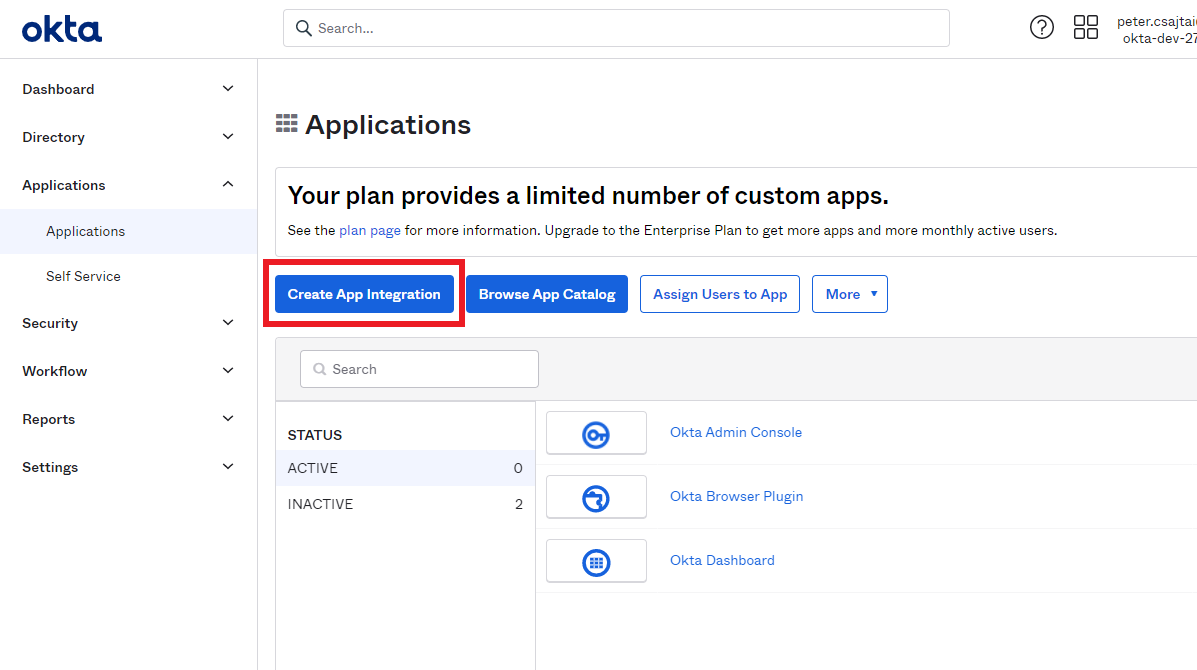 okta
Search...
peter.csajtai
okta-dev-27
Dashboard
Directory
Applications
Applications
Self Service
Security
Workflow
Reports
Settings
Applications
Your plan provides a limited number of custom apps.
See the plan page for more information. Upgrade to the Enterprise Plan to get more apps and more monthly active users.
Create App Integration
Browse App Catalog
Assign Users to App
More
Search
STATUS
ACTIVE 0
INACTIVE 2
Okta Admin Console
Okta Browser Plugin
Okta Dashboard